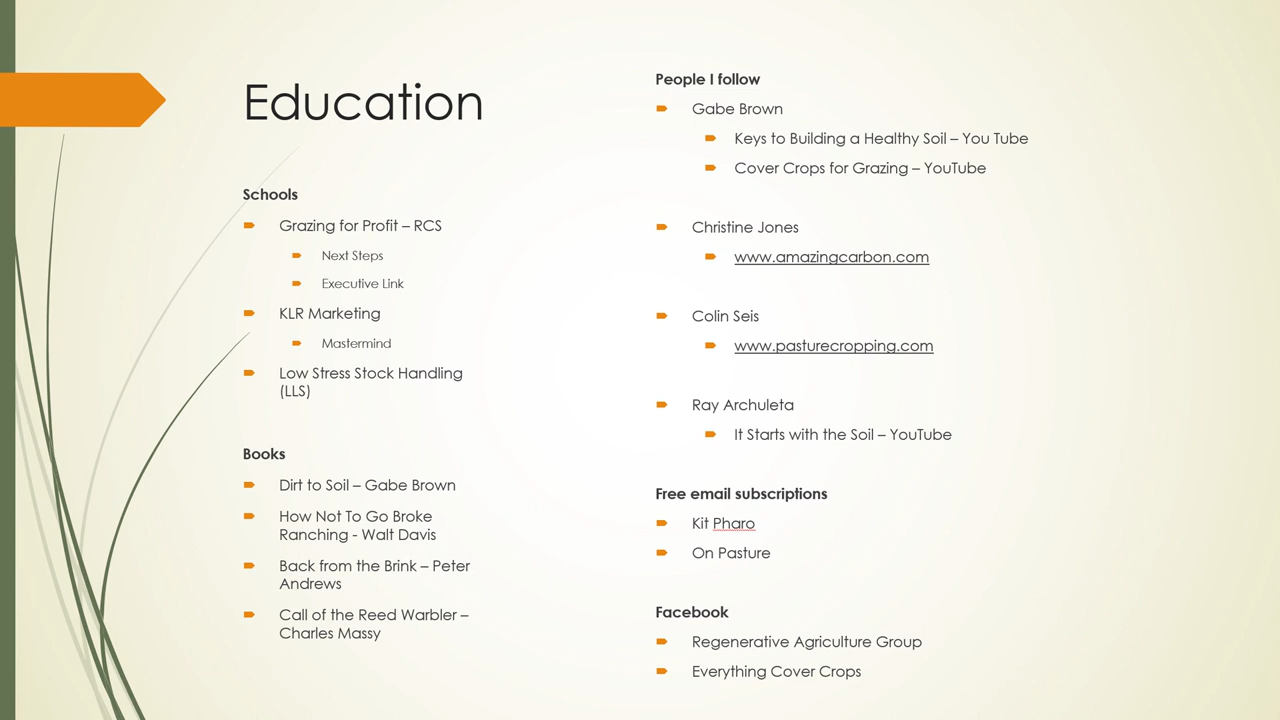 Education
Schools
Grazing for Profit – RCS
Next Steps
Executive Link
KLR Marketing
Mastermind
Low Stress Stock Handling
(LLS)
Books
Dirt to Soil – Gabe Brown
How Not To Go Broke
Ranching - Walt Davis
Back from the Brink – Peter
Andrews
Call of the Reed Warbler –
Charles Massy
People I follow
Gabe Brown
Keys to Building a Healthy Soil – You Tube
Cover Crops for Grazing – YouTube
Christine Jones
www.amazingcarbon.com
Colin Seis
www.pasturecropping.com
Ray Archuleta
It Starts with the Soil – YouTube
Free email subscriptions
Kit Pharo
On Pasture
Facebook
Regenerative Agriculture Group
Everything Cover Crops